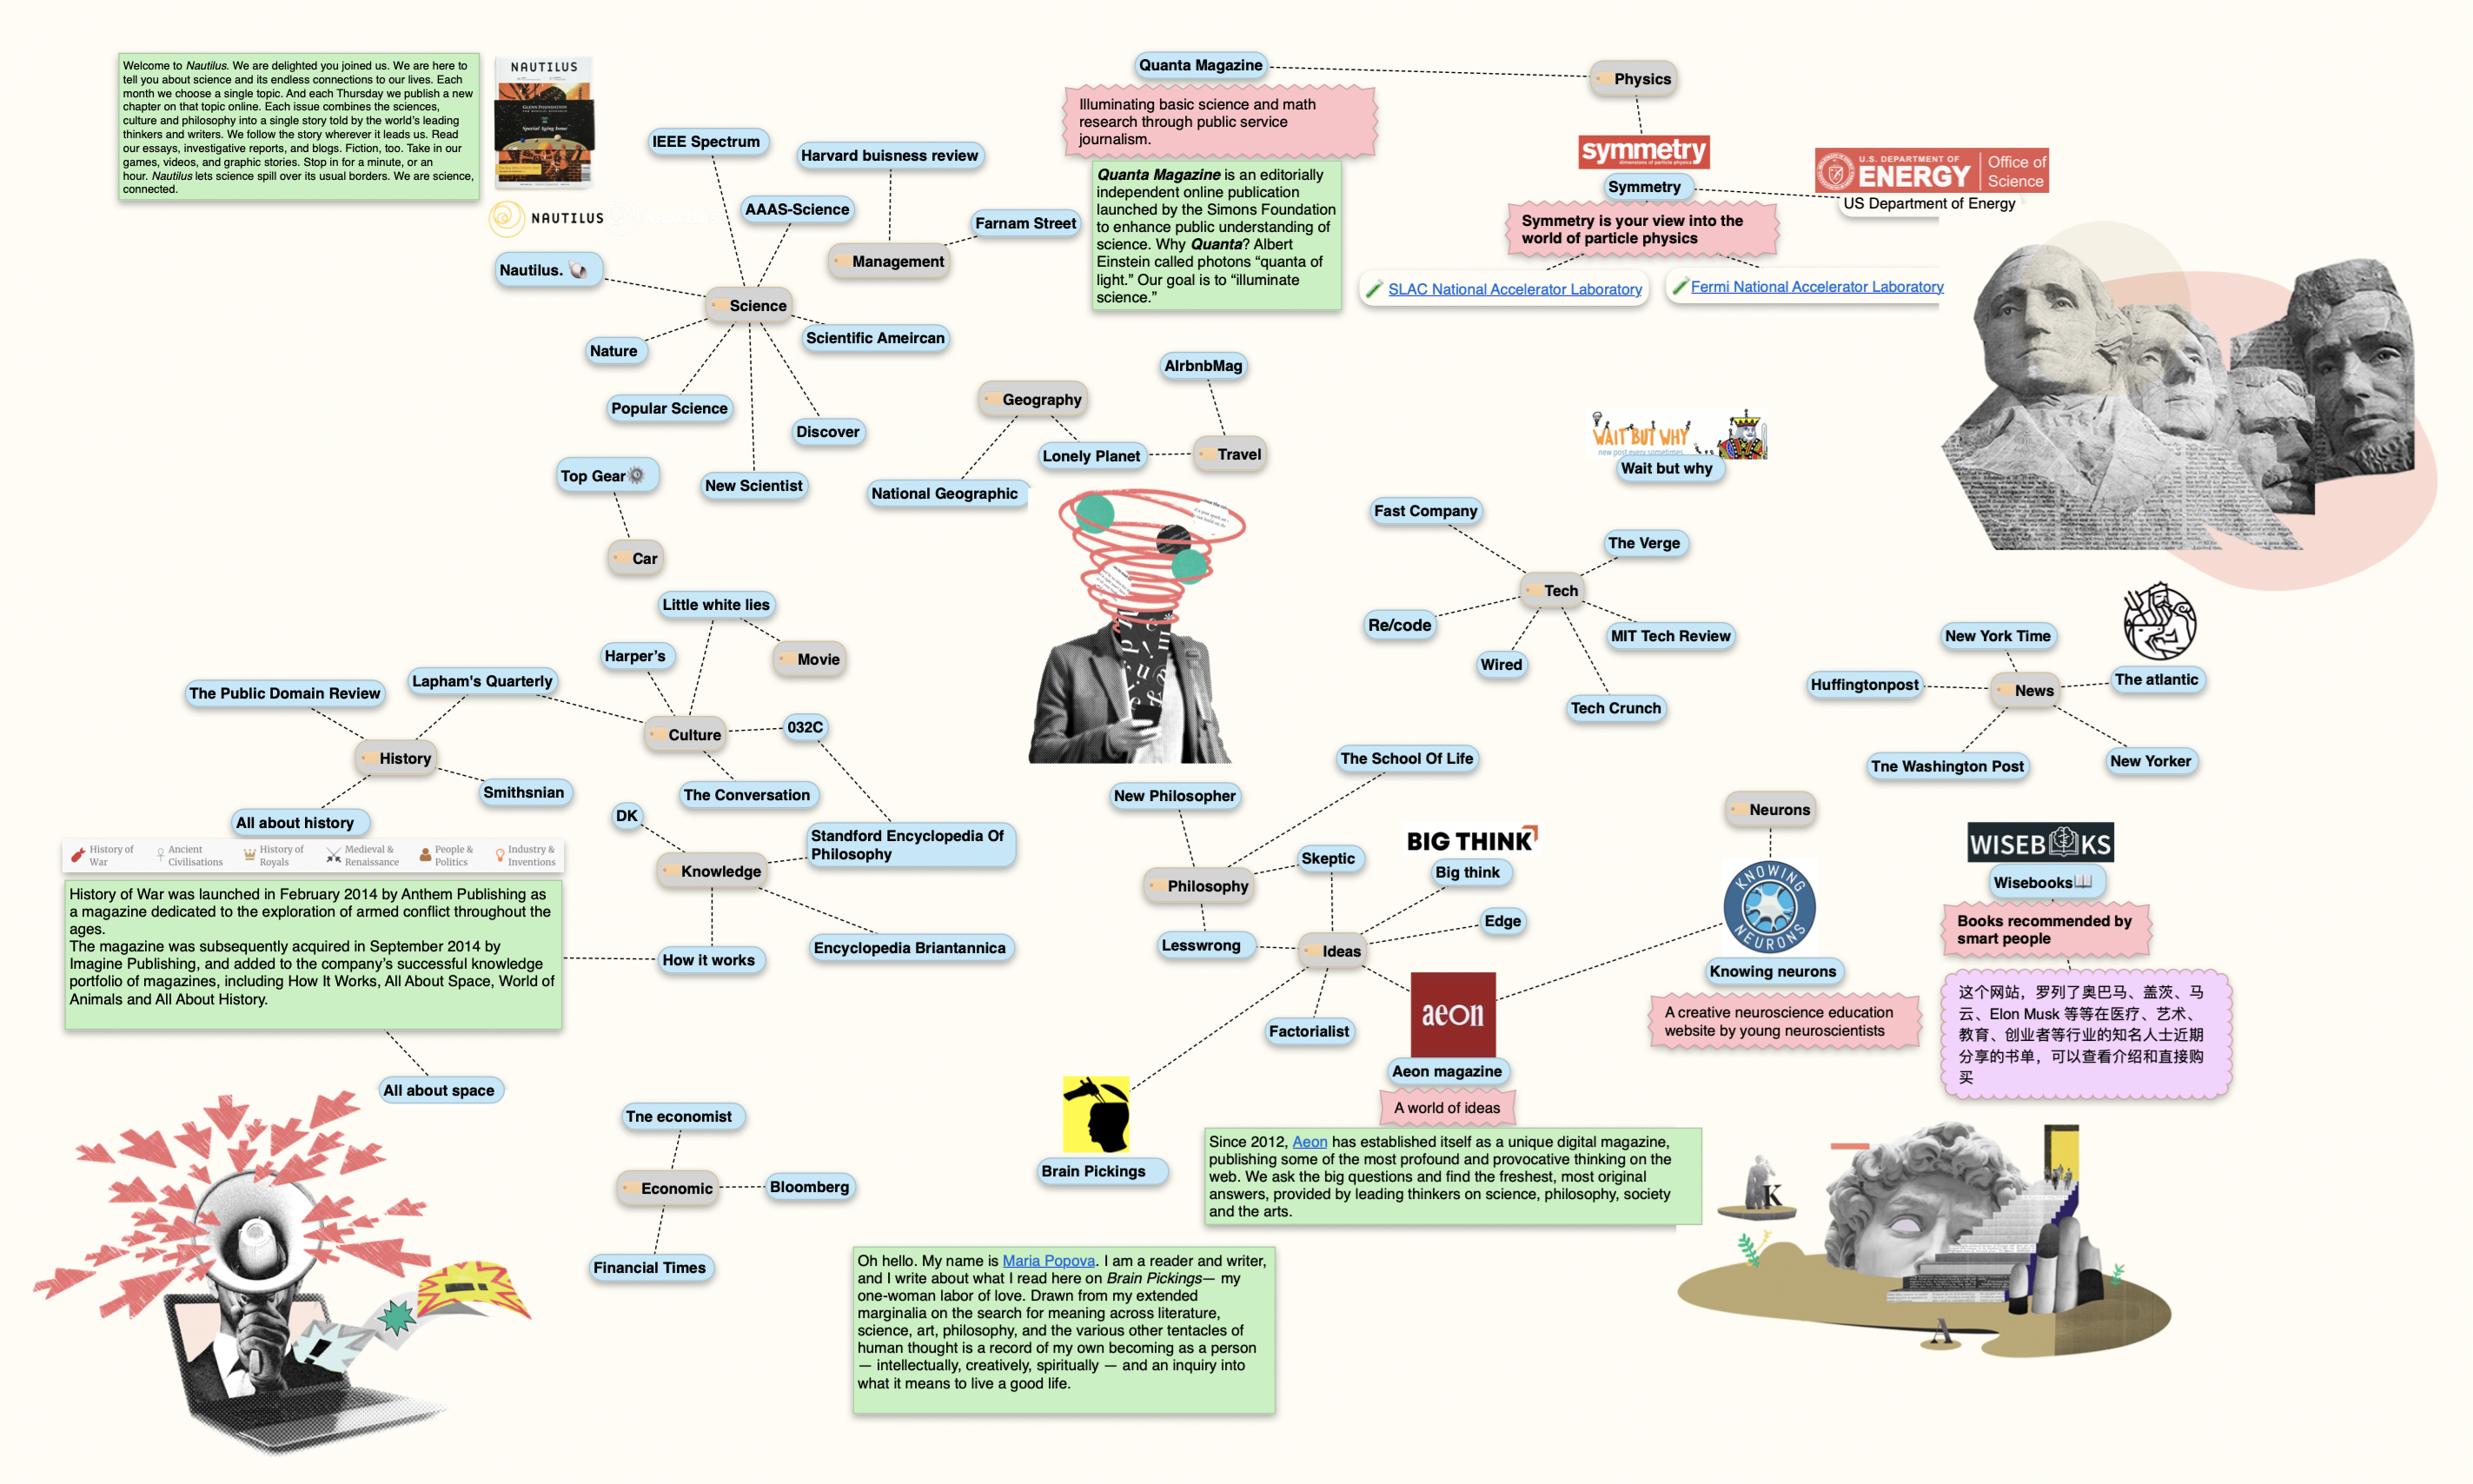 Welcome to Nautilus. We are delighted you joined us. We are here to
tell you about science and its endless connections to our lives. Each
month we choose a single topic. And each Thursday we publish a new
chapter on that topic online. Each issue combines the sciences,
culture and philosophy into a single story told by the world's leading
thinkers and writers. We follow the story wherever it leads us. Read
our essays, investigative reports, and blogs. Fiction, too. Take in our
games, videos, and graphic stories. Stop in for a minute, or an
hour. Nautilus lets science spill over its usual borders. We are science,
connected.
NAUTILUS
Special Aging Issue
NAUTILUS
Nautilus.
IEEE Spectrum
Harvard buisness review
AAAS-Science
Farnam Street
Management
Science
Nature
Scientific Ameircan
Popular Science
Discover
New Scientist
Top Gear
Car
Quanta Magazine
Physics
Illuminating basic science and math
research through public service
journalism.
Quanta Magazine is an editorially
independent online publication
launched by the Simons Foundation
to enhance public understanding of
science. Why Quanta? Albert
Einstein called photons “quanta of
light.” Our goal is to “illuminate
science.”
symmetry
dimensions of particle physics
Symmetry
U.S. DEPARTMENT OF
ENERGY
Office of
Science
US Department of Energy
Symmetry is your view into the
world of particle physics
SLAC National Accelerator Laboratory
Fermi National Accelerator Laboratory
AIrbnbMag
Geography
Lonely Planet
Travel
National Geographic
WAIT BUT WHY
new post every sometimes
Wait but why
Fast Company
The Verge
Tech
Re/code
MIT Tech Review
Wired
Tech Crunch
New York Time
Huffingtonpost
News
The atlantic
Tne Washington Post
New Yorker
Little white lies
Harper's
Movie
The Public Domain Review
Lapham's Quarterly
Culture
032C
History
Smithsnian
The Conversation
All about history
DK
Standford Encyclopedia Of
Philosophy
Knowledge
How it works
Encyclopedia Briantannica
History of
War
Ancient
Civilisations
History of
Royals
Medieval &
Renaissance
People &
Politics
Industry &
Inventions
History of War was launched in February 2014 by Anthem Publishing as
a magazine dedicated to the exploration of armed conflict throughout the
ages.
The magazine was subsequently acquired in September 2014 by
Imagine Publishing, and added to the company's successful knowledge
portfolio of magazines, including How It Works, All About Space, World of
Animals and All About History.
All about space
The School Of Life
New Philosopher
Philosophy
Skeptic
BIG THINK
Big think
Edge
Lesswrong
Ideas
Factorialist
aeon
Aeon magazine
A world of ideas
Since 2012, Aeon has established itself as a unique digital magazine,
publishing some of the most profound and provocative thinking on the
web. We ask the big questions and find the freshest, most original
answers, provided by leading thinkers on science, philosophy, society
and the arts.
Brain Pickings
Neurons
KNOWING
NEURONS
Knowing neurons
A creative neuroscience education
website by young neuroscientists
WISEBOOKS
Wisebooks
Books recommended by
smart people
这个网站，罗列了奥巴马、盖茨、马
云、Elon Musk 等等在医疗、艺术、
教育、创业者等行业的知名人士近期
分享的书单，可以查看介绍和直接购
买
Tne economist
Economic
Bloomberg
Financial Times
Oh hello. My name is Maria Popova. I am a reader and writer,
and I write about what I read here on Brain Pickings— my
one-woman labor of love. Drawn from my extended
marginalia on the search for meaning across literature,
science, art, philosophy, and the various other tentacles of
human thought is a record of my own becoming as a person
— intellectually, creatively, spiritually — and an inquiry into
what it means to live a good life.
K
A